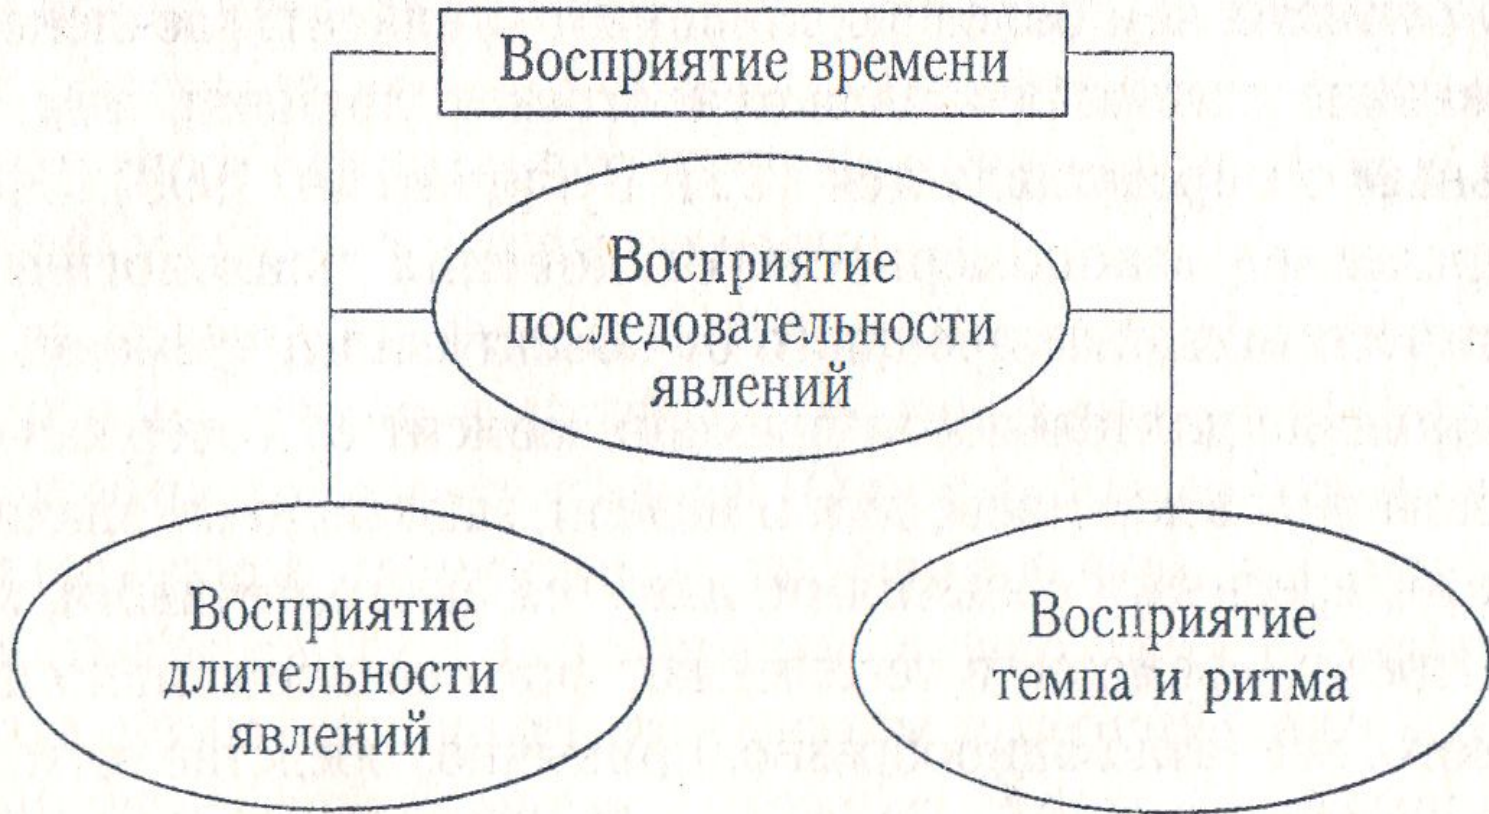 Восприятие времени
Восприятие
последовательности
явлений
Восприятие
длительности
явлений
Восприятие
темпа и ритма